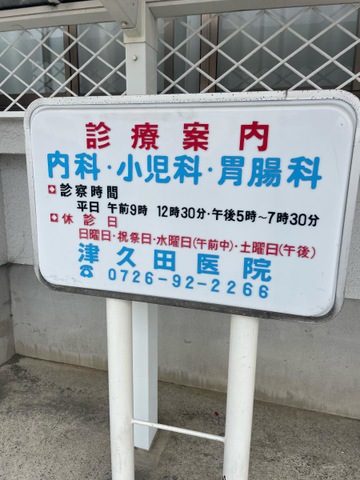 診療案内
内科・小児科・胃腸科
診察時間
平日 午前9時 12時30分・午後5時～7時30分
休診日
日曜日・祝祭日・水曜日(午前中)・土曜日(午後)
津久田医院
☎ 0726-92-2266